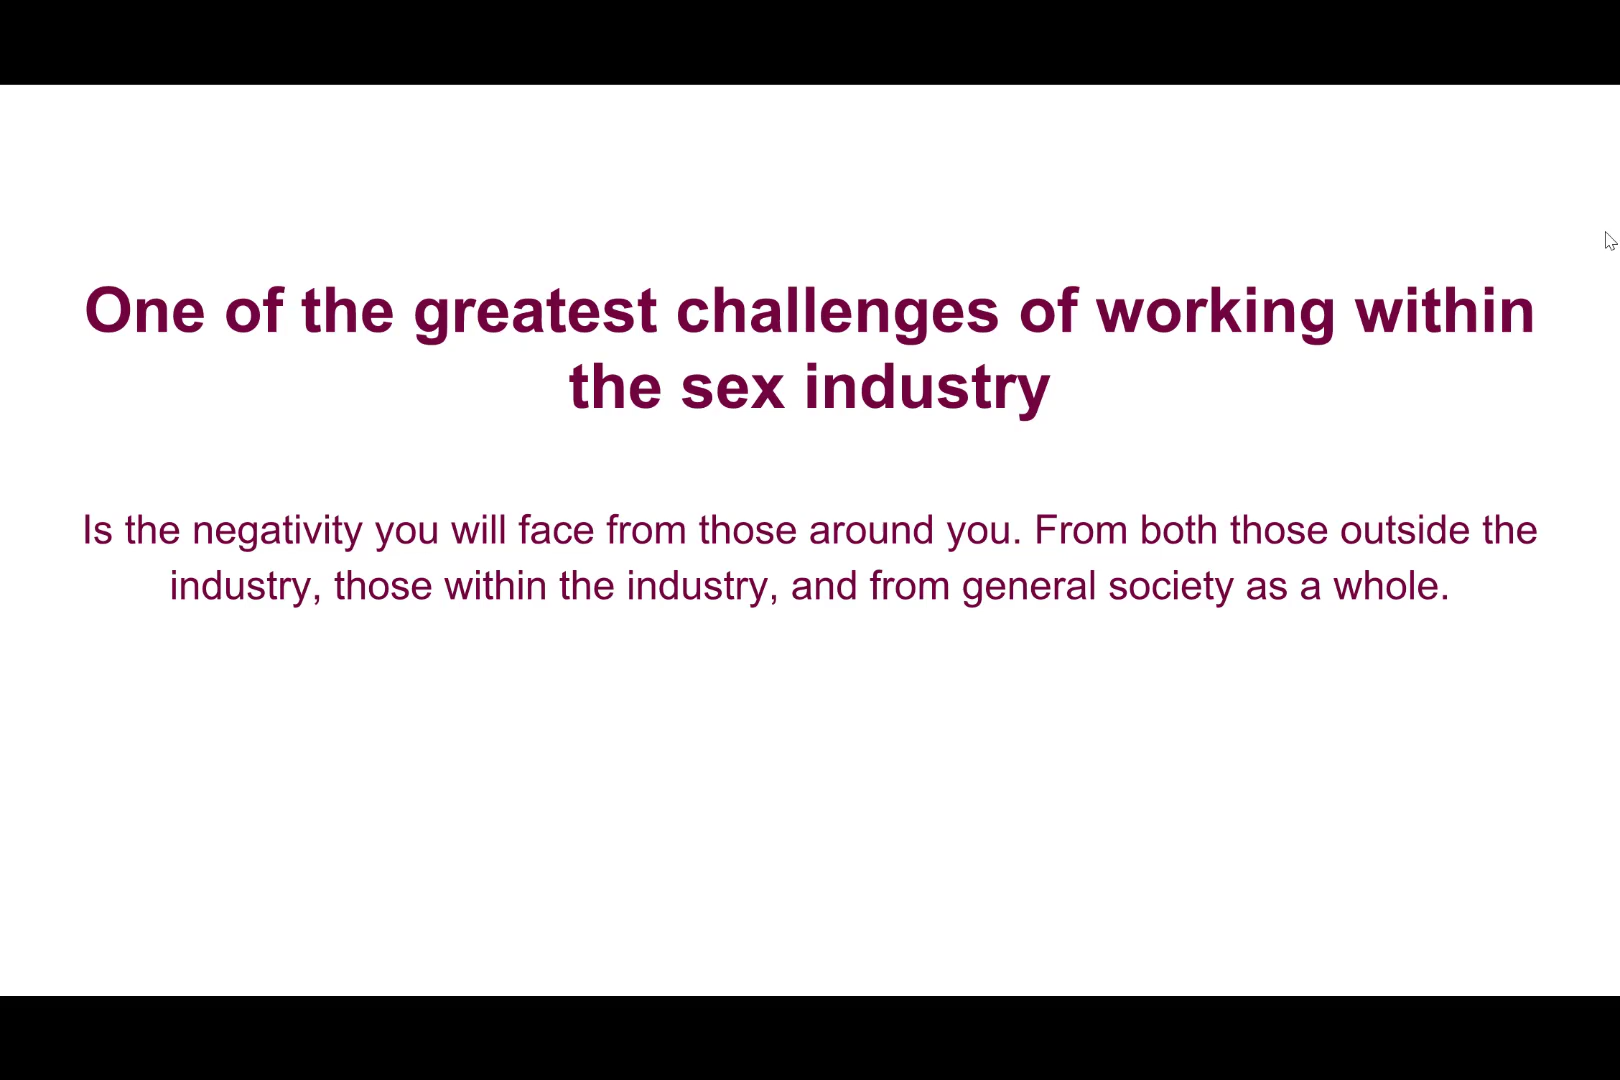 One of the greatest challenges of working within
the sex industry
Is the negativity you will face from those around you. From both those outside the
industry, those within the industry, and from general society as a whole.